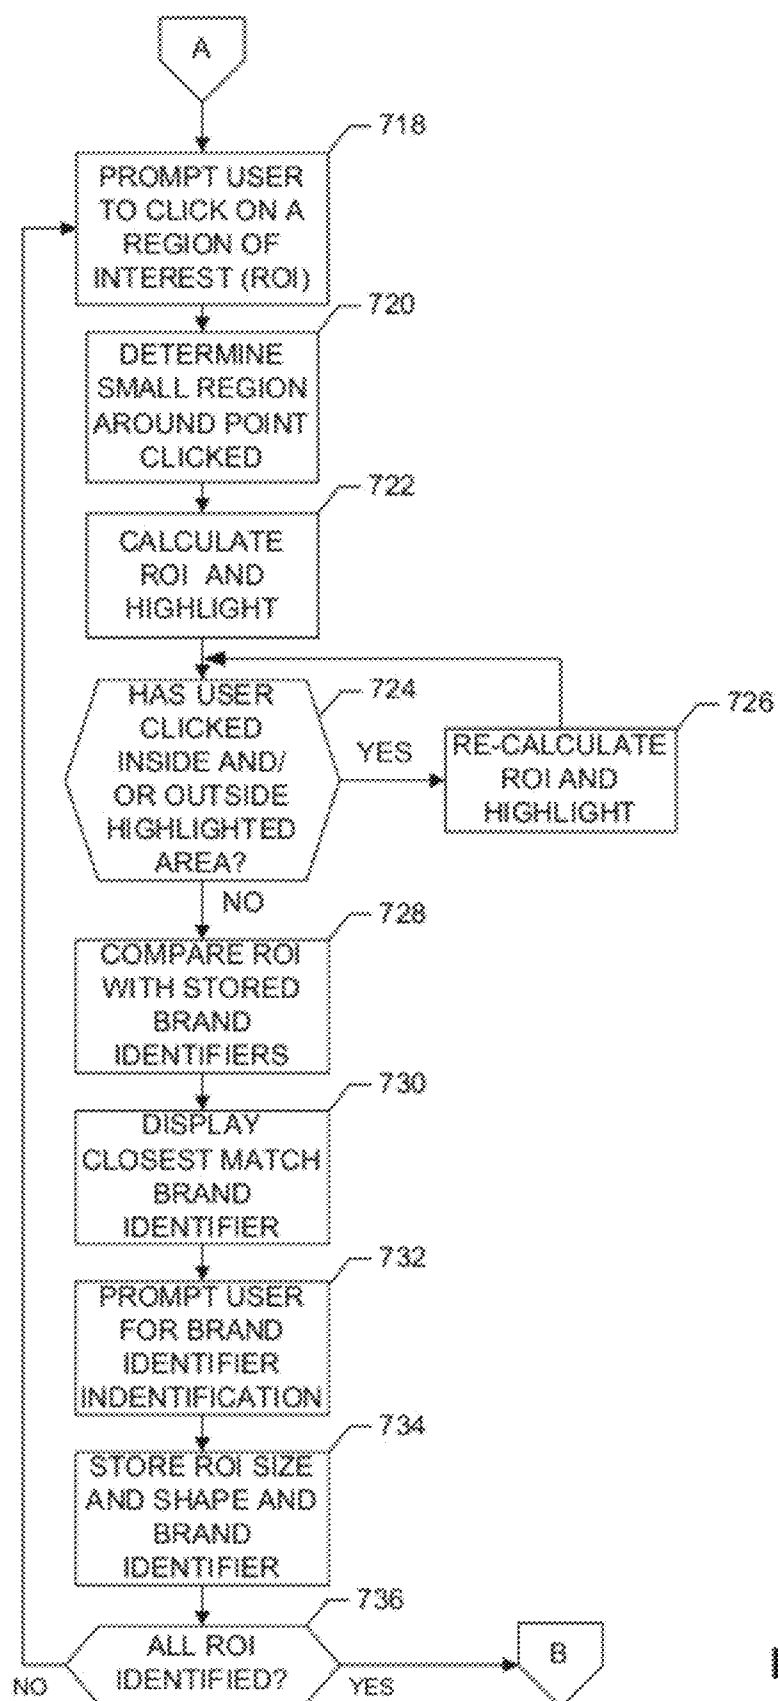 A
718
PROMPT USER
TO CLICK ON A
REGION OF
INTEREST (ROI)
720
DETERMINE
SMALL REGION
AROUND POINT
CLICKED
722
CALCULATE
ROI AND
HIGHLIGHT
724
HAS USER
CLICKED
INSIDE AND/
OR OUTSIDE
HIGHLIGHTED
AREA?
YES
726
RE-CALCULATE
ROI AND
HIGHLIGHT
NO
728
COMPARE ROI
WITH STORED
BRAND
IDENTIFIERS
730
DISPLAY
CLOSEST MATCH
BRAND
IDENTIFIER
732
PROMPT USER
FOR BRAND
IDENTIFIER
INDENTIFICATION
734
STORE ROI SIZE
AND SHAPE AND
BRAND
IDENTIFIER
736
ALL ROI
IDENTIFIED?
NO
YES
B